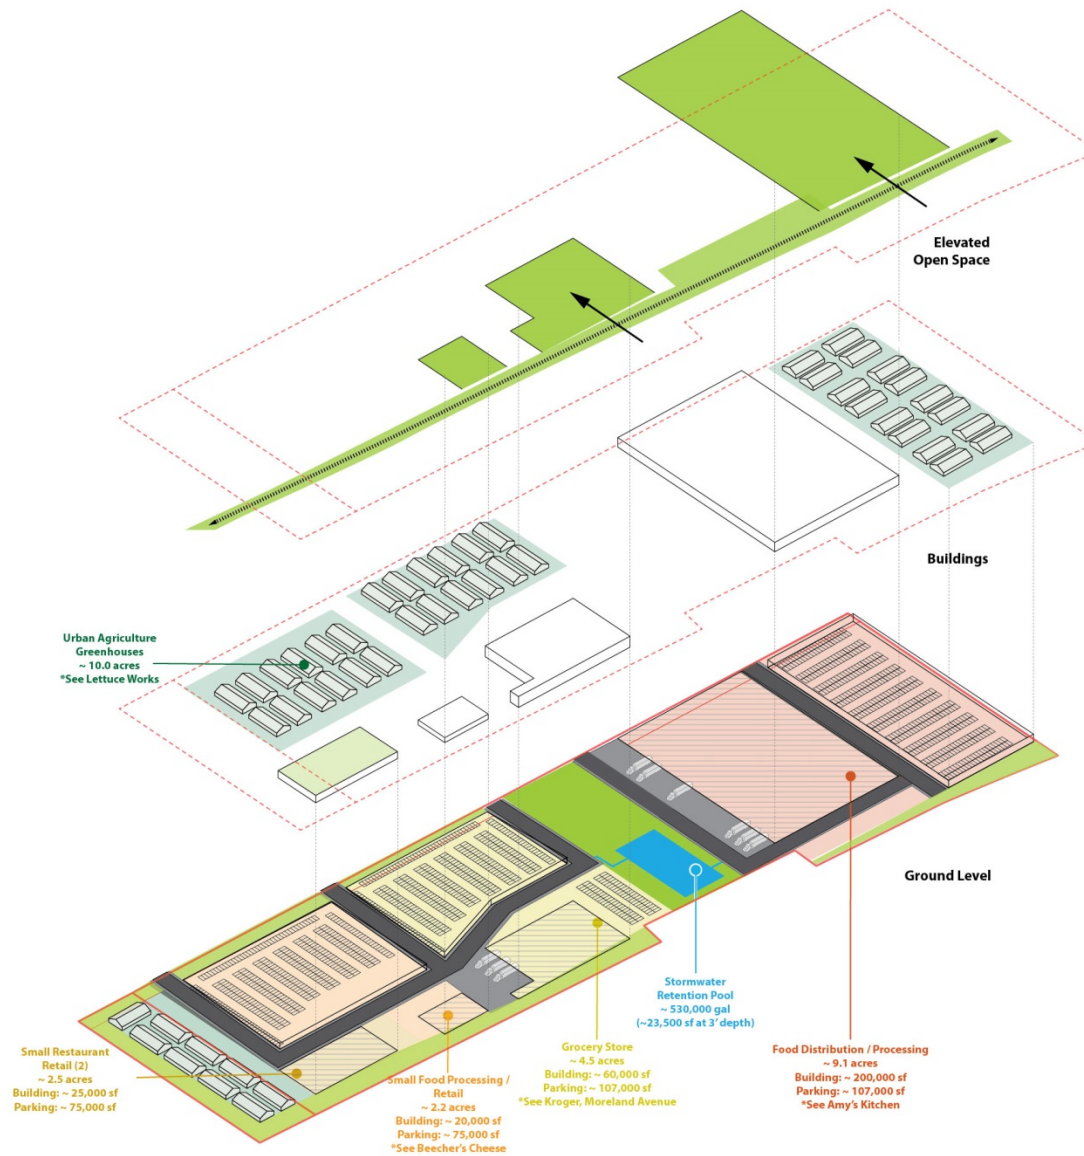 Elevated
Open Space
Buildings
Urban Agriculture
Greenhouses
~ 10.0 acres
*See Lettuce Works
Ground Level
Stormwater
Retention Pool
~ 530,000 gal
(~23,500 sf at 3' depth)
Small Restaurant
Retail (2)
~ 2.5 acres
Building: ~ 25,000 sf
Parking: ~ 75,000 sf
Small Food Processing /
Retail
~ 2.2 acres
Building: ~ 20,000 sf
Parking: ~ 75,000 sf
*See Beecher's Cheese
Grocery Store
~ 4.5 acres
Building: ~ 60,000 sf
Parking: ~ 107,000 sf
*See Kroger, Moreland Avenue
Food Distribution / Processing
~ 9.1 acres
Building: ~ 200,000 sf
Parking: ~ 107,000 sf
*See Amy's Kitchen